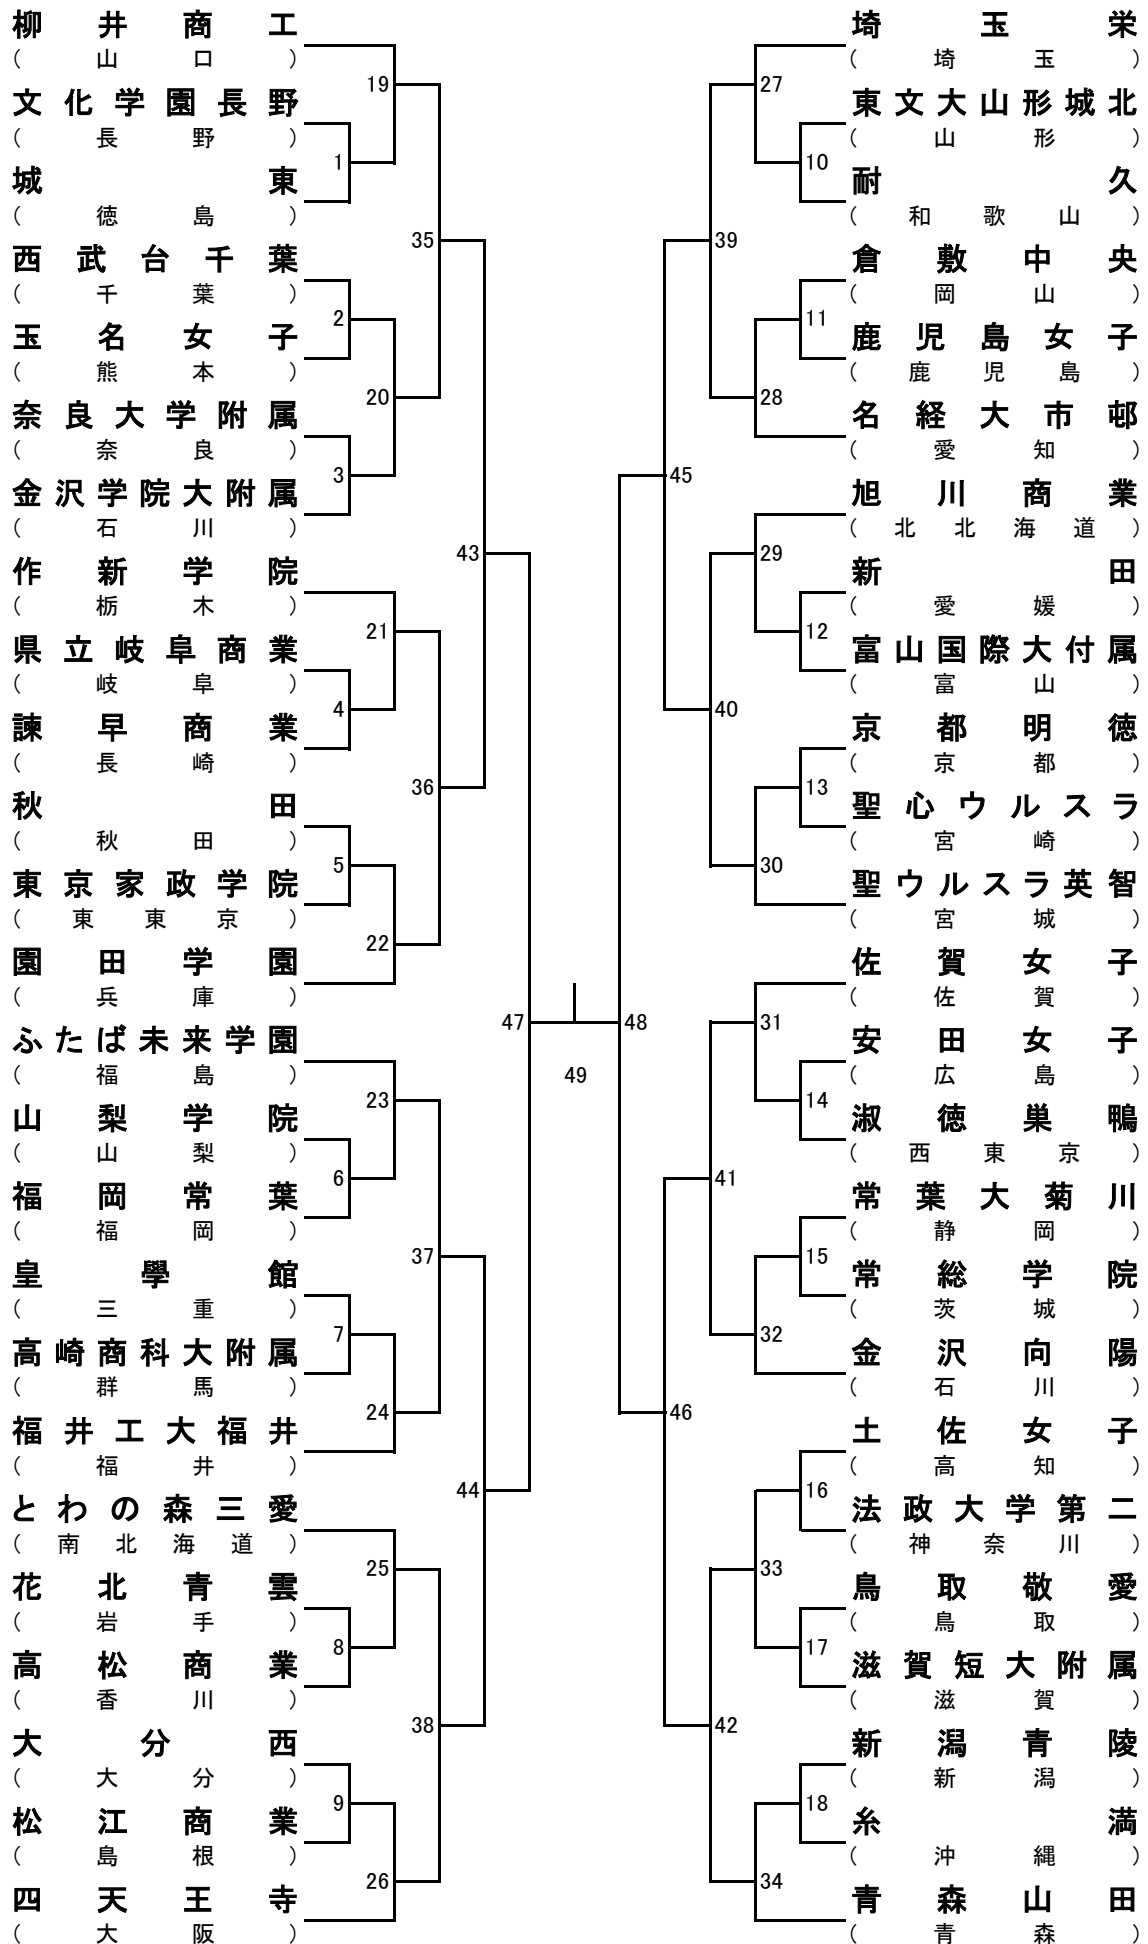 柳井商工
(山口)
文化学園長野
(長野)
城東
(徳島)
西武台千葉
(千葉)
玉名女子
(熊本)
奈良大学附属
(奈良)
金沢学院大附属
(石川)
作新学院
(栃木)
県立岐阜商業
(岐阜)
諫早商業
(長崎)
秋田
(秋田)
東京家政学院
(東東京)
園田学園
(兵庫)
ふたば未来学園
(福島)
山梨学院
(山梨)
福岡常葉
(福岡)
皇學館
(三重)
高崎商科大附属
(群馬)
福井工大福井
(福井)
とわの森三愛
(南北海道)
花北青雲
(岩手)
高松商業
(香川)
大分西
(大分)
松江商業
(島根)
四天王寺
(大阪)
1
2
3
4
5
6
7
8
9
19
20
21
22
23
24
25
26
35
36
37
38
43
44
47
49
48
45
46
39
40
41
42
27
28
29
30
31
32
33
34
10
11
12
13
14
15
16
17
18
埼玉栄
(埼玉)
東文大山形城北
(山形)
耐久
(和歌山)
倉敷中央
(岡山)
鹿児島女子
(鹿児島)
名経大市邨
(愛知)
旭川商業
(北北海道)
新田
(愛媛)
富山国際大付属
(富山)
京都明徳
(京都)
聖心ウルスラ
(宮崎)
聖ウルスラ英智
(宮城)
佐賀女子
(佐賀)
安田女子
(広島)
淑徳巣鴨
(西東京)
常葉大菊川
(静岡)
常総学院
(茨城)
金沢向陽
(石川)
土佐女子
(高知)
法政大学第二
(神奈川)
鳥取敬愛
(鳥取)
滋賀短大附属
(滋賀)
新潟青陵
(新潟)
糸満
(沖縄)
青森山田
(青森)